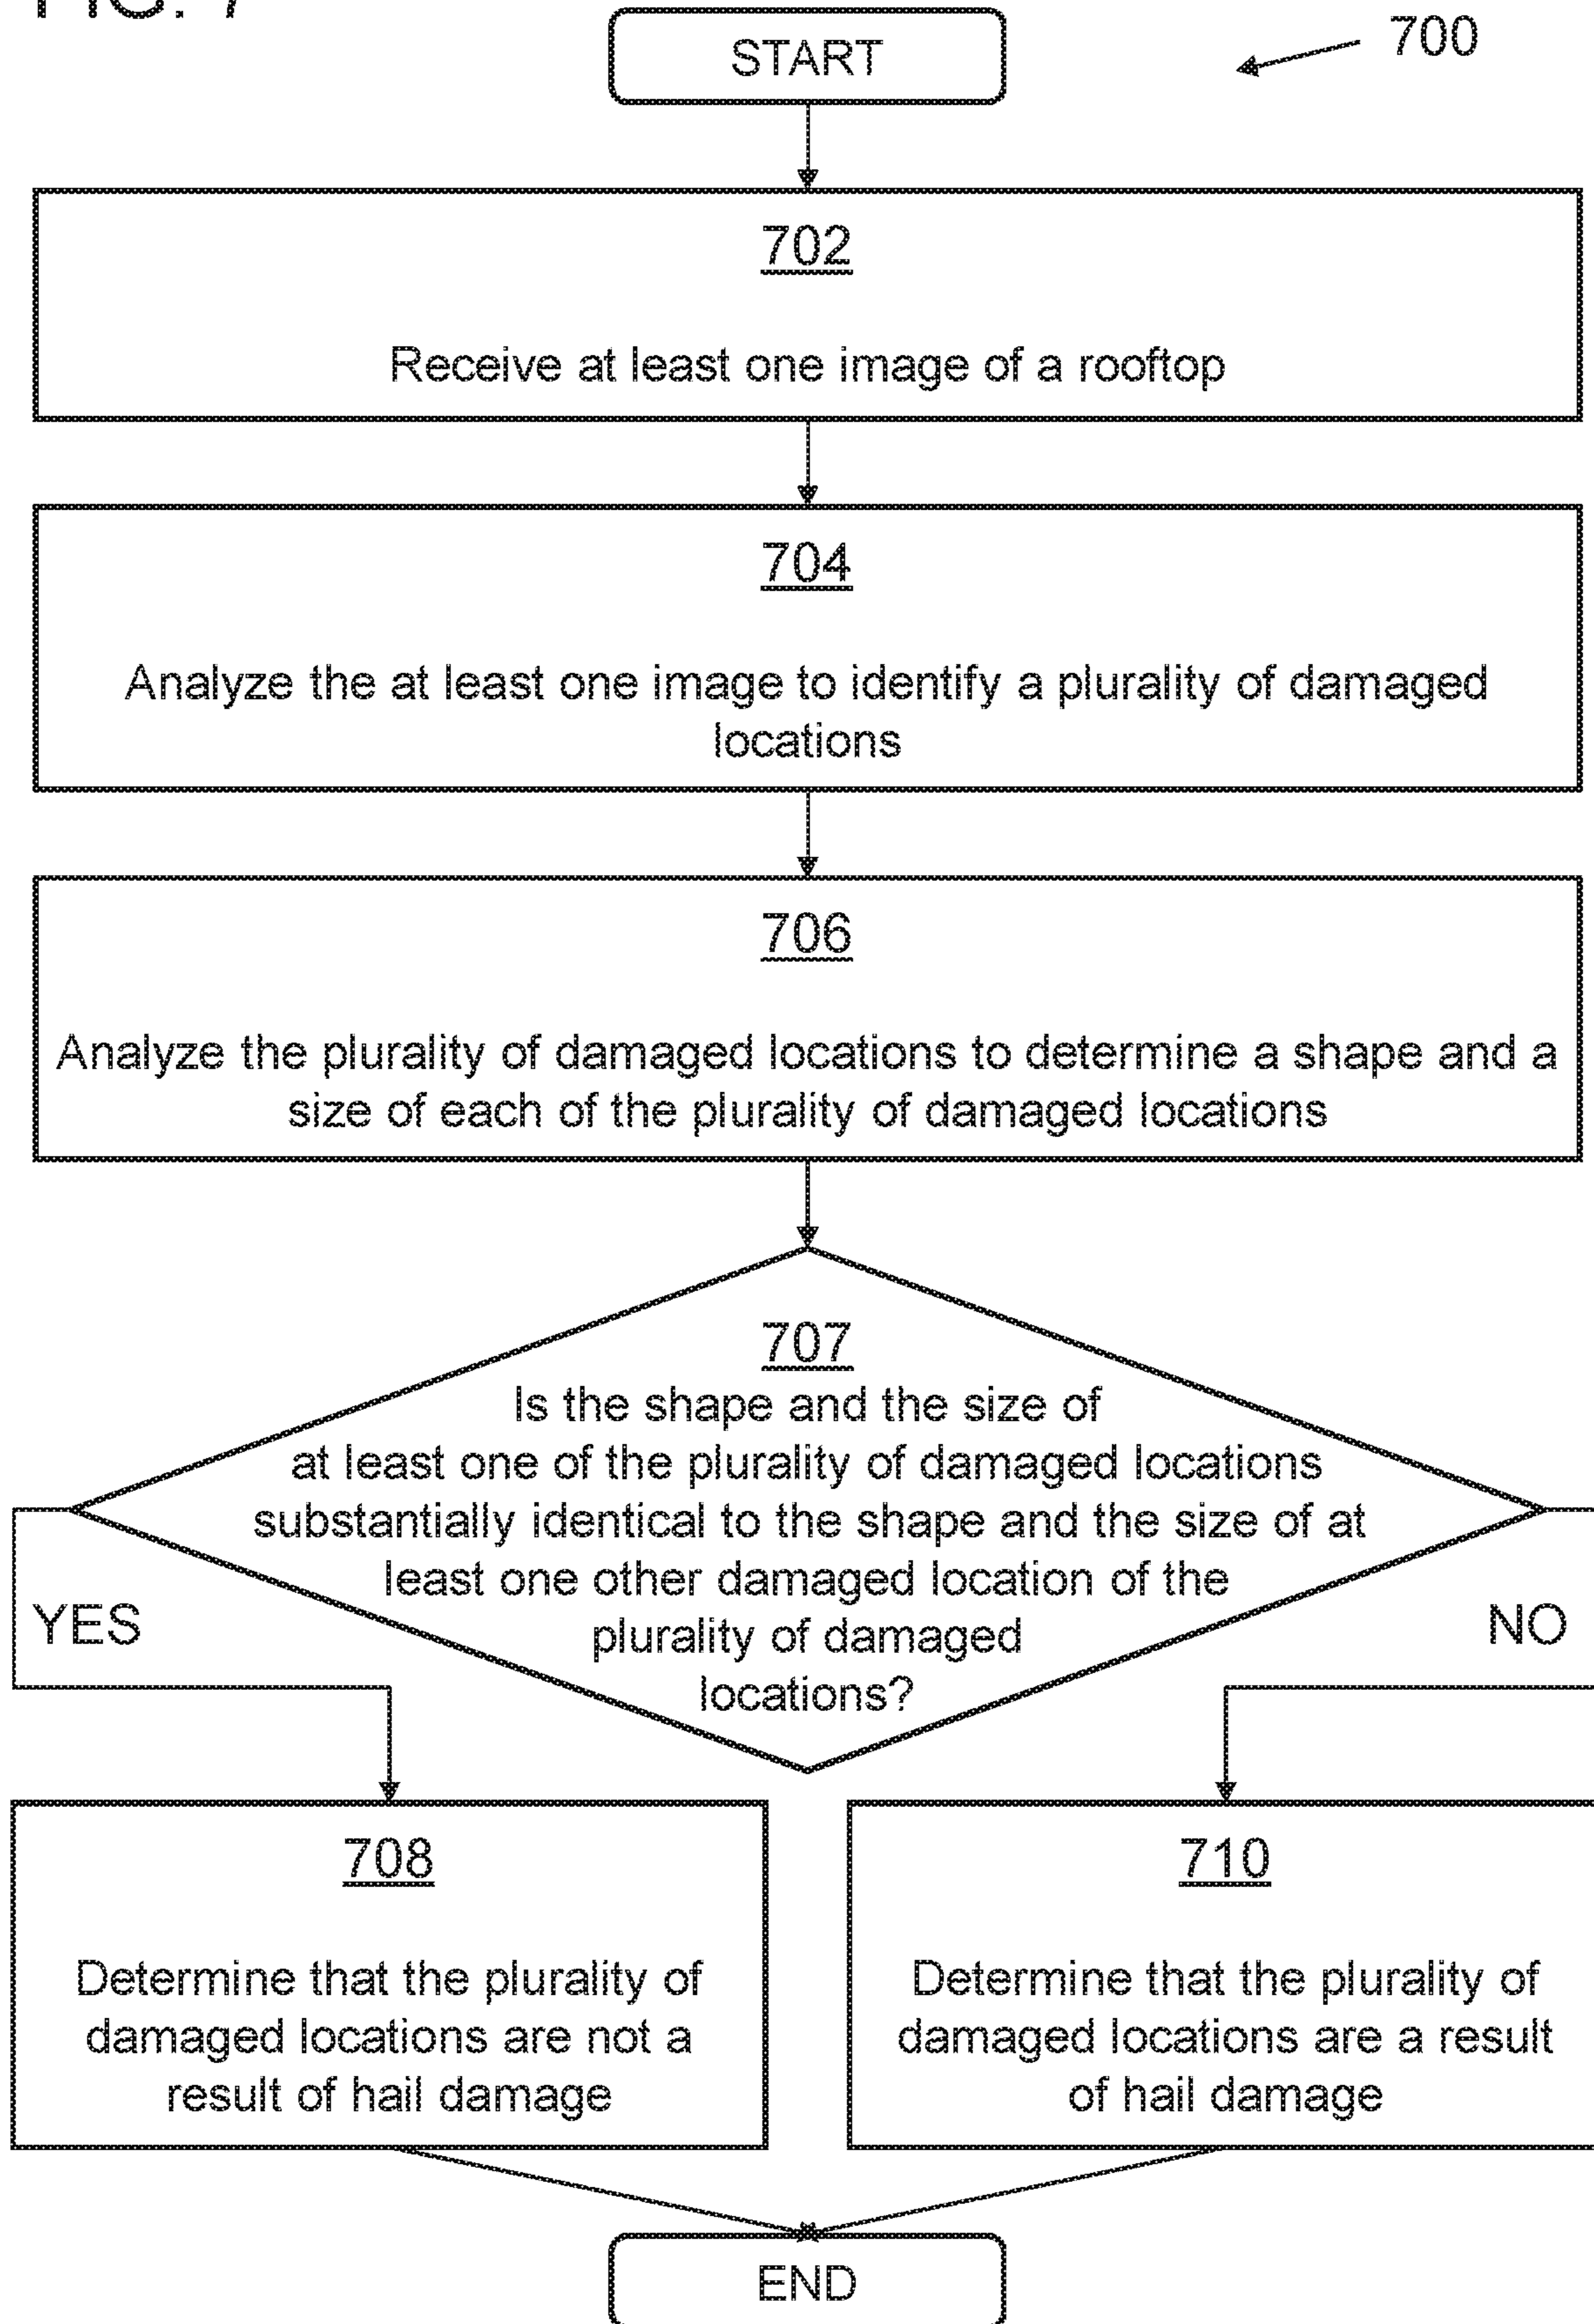 FIG. 7
START
700
702
Receive at least one image of a rooftop
704
Analyze the at least one image to identify a plurality of damaged
locations
706
Analyze the plurality of damaged locations to determine a shape and a
size of each of the plurality of damaged locations
707
Is the shape and the size of
at least one of the plurality of damaged locations
substantially identical to the shape and the size of at
least one other damaged location of the
plurality of damaged
locations?
YES
NO
708
Determine that the plurality of
damaged locations are not a
result of hail damage
710
Determine that the plurality of
damaged locations are a result
of hail damage
END